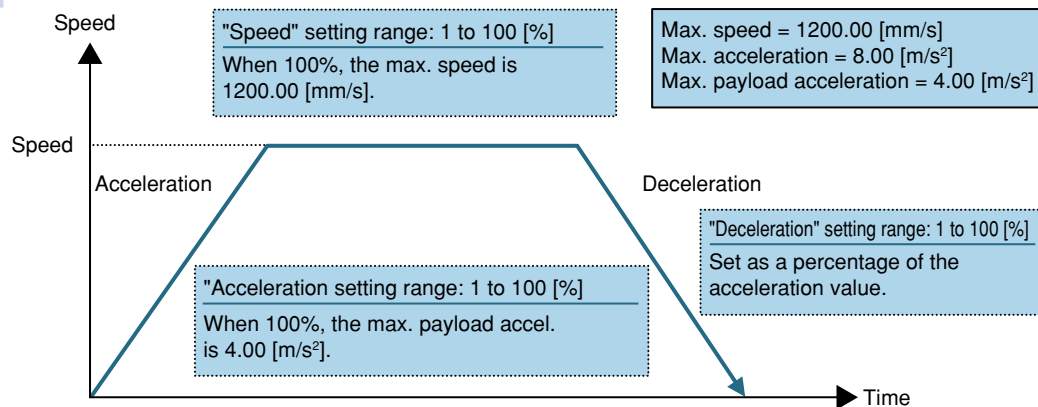 Speed
"Speed" setting range: 1 to 100 [%]
When 100%, the max. speed is
1200.00 [mm/s].
Max. speed = 1200.00 [mm/s]
Max. acceleration = 8.00 [m/s²]
Max. payload acceleration = 4.00 [m/s²]
Speed
Acceleration
Deceleration
"Deceleration" setting range: 1 to 100 [%]
Set as a percentage of the
acceleration value.
"Acceleration setting range: 1 to 100 [%]
When 100%, the max. payload accel.
is 4.00 [m/s²].
Time